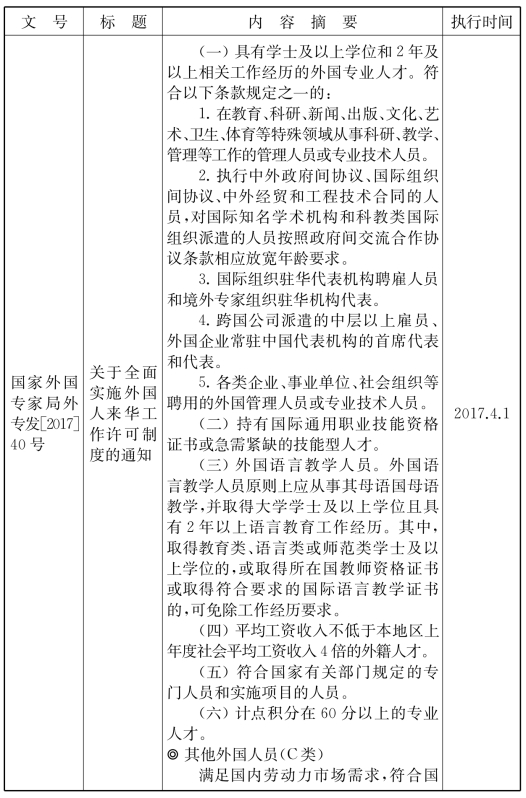 文 号
标 题
内 容 摘 要
执行时间
国家外国
专家局外
专发[2017]
40号
关于全面
实施外国
人来华工
作许可制
度的通知
(一)具有学士及以上学位和2年及
以上相关工作经历的外国专业人才。符
合以下条款规定之一的:
1. 在教育、科研、新闻、出版、文化、艺
术、卫生、体育等特殊领域从事科研、教学、
管理等工作的管理人员或专业技术人员。
2. 执行中外政府间协议、国际组织
间协议、中外经贸和工程技术合同的人
员,对国际知名学术机构和科教类国际
组织派遣的人员按照政府间交流合作协
议条款相应放宽年龄要求。
3. 国际组织驻华代表机构聘雇人员
和境外专家组织驻华机构代表。
4. 跨国公司派遣的中层以上雇员、
外国企业常驻中国代表机构的首席代表
和代表。
5. 各类企业、事业单位、社会组织等
聘用的外国管理人员或专业技术人员。
(二)持有国际通用职业技能资格
证书或急需紧缺的技能型人才。
(三)外国语言教学人员。外国语
言教学人员原则上应从事其母语国母语
教学,并取得大学学士及以上学位且具
有2年以上语言教育工作经历。其中,
取得教育类、语言类或师范类学士及以
上学位的,或取得所在国教师资格证书
或取得符合要求的国际语言教学证书
的,可免除工作经历要求。
(四)平均工资收入不低于本地区上
年度社会平均工资收入4倍的外籍人才。
(五)符合国家有关部门规定的专
门人员和实施项目的人员。
(六)计点积分在60分以上的专业
人才。
◎ 其他外国人员(C类)
满足国内劳动力市场需求,符合国
2017.4.1